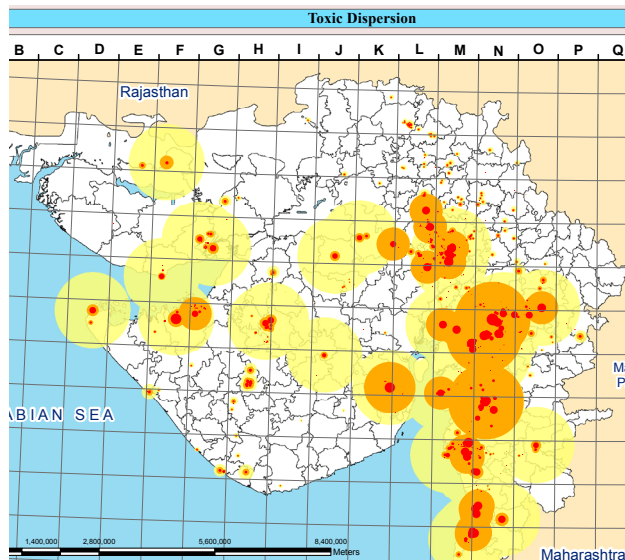 Toxic Dispersion
B C D E F G H I J K L M N O P Q
Rajasthan
Ma
P
ABIAN SEA
1,400,000 2,800,000 5,600,000 8,400,000
Meters
Maharashtra